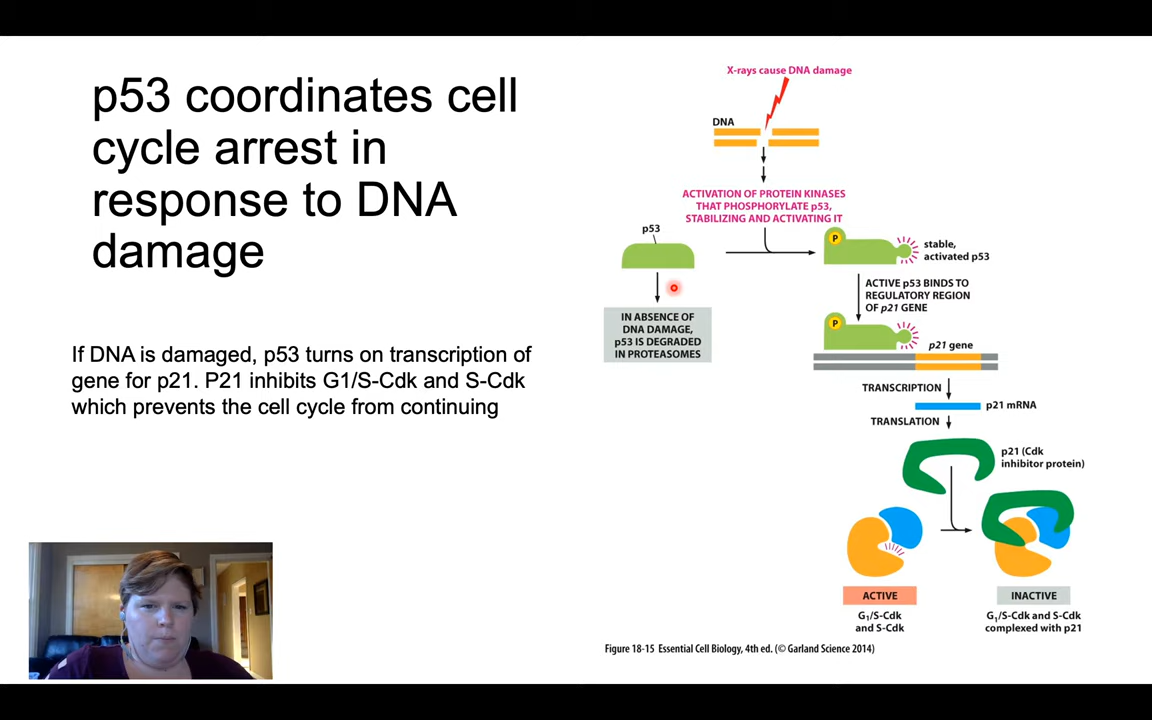 p53 coordinates cell
cycle arrest in
response to DNA
damage
If DNA is damaged, p53 turns on transcription of
gene for p21. P21 inhibits G1/S-Cdk and S-Cdk
which prevents the cell cycle from continuing
X-rays cause DNA damage
DNA
ACTIVATION OF PROTEIN KINASES
THAT PHOSPHORYLATE p53,
STABILIZING AND ACTIVATING IT
p53
P
stable,
activated p53
IN ABSENCE OF
DNA DAMAGE,
p53 IS DEGRADED
IN PROTEASOMES
ACTIVE p53 BINDS TO
REGULATORY REGION
OF p21 GENE
P
p21 gene
TRANSCRIPTION
p21 mRNA
TRANSLATION
p21 (Cdk
inhibitor protein)
ACTIVE
G1/S-Cdk
and S-Cdk
INACTIVE
G1/S-Cdk and S-Cdk
complexed with p21
Figure 18-15 Essential Cell Biology, 4th ed. (© Garland Science 2014)